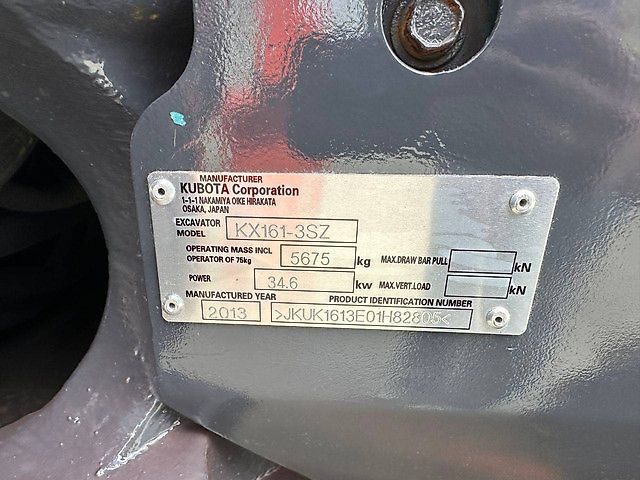 MANUFACTURER
KUBOTA Corporation
1-1-1 NAKAMIYA OIKE HIRAKATA
OSAKA, JAPAN
EXCAVATOR MODEL KX161-3SZ
OPERATING MASS INCL OPERATOR OF 75kg 5675 kg MAX.DRAW BAR PULL kN
POWER 34.6 kw MAX.VERT.LOAD kN
MANUFACTURED YEAR PRODUCT IDENTIFICATION NUMBER
2013 >JKUK1613E01H82805<